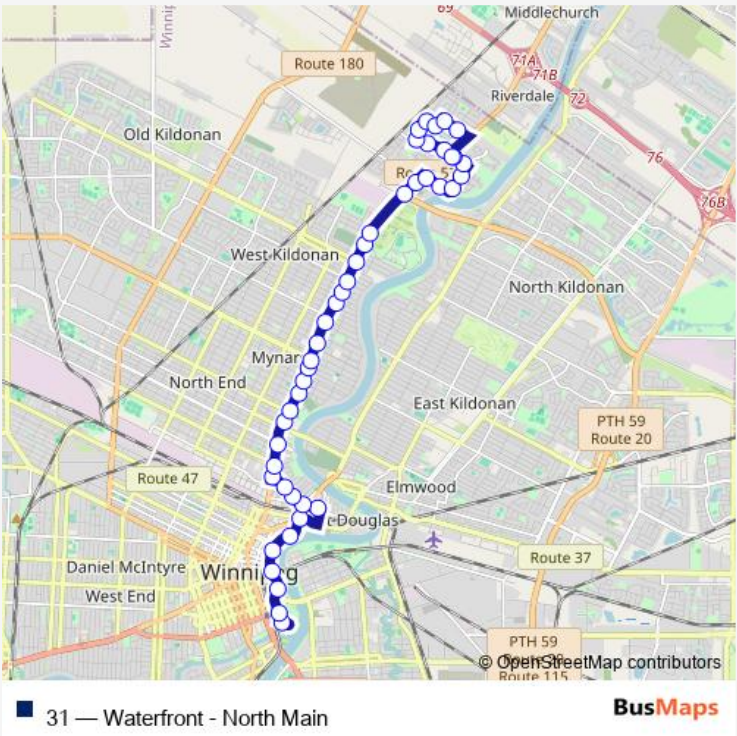 69
Middlechurch
Winnip
71A
71B
Route 180
Riverdale
72
Old Kildonan
76
76B
West Kildonan
North Kildonan
Mynar
North End
East Kildonan
PTH 59
Route 20
Route 47
Elmwood
Douglas
Route 37
Daniel McIntyre
Winnipeg
West End
PTH 59
© OpenStreetMap contributors
Route 115
31 — Waterfront - North Main
BusMaps